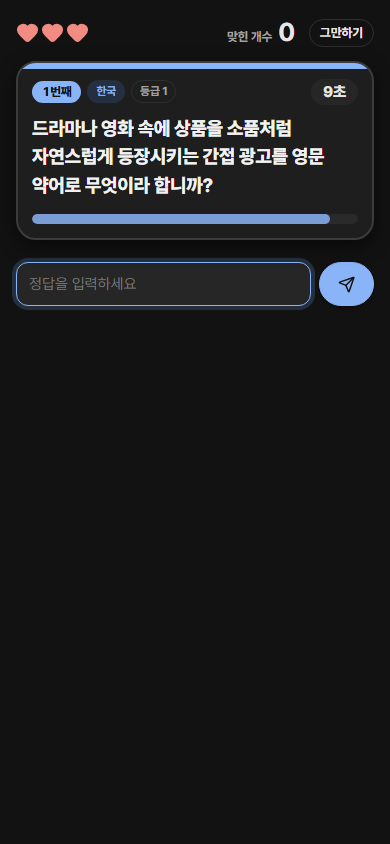 맞힌 개수 0 그만하기
1번째 한국 등급 1 9초
드라마나 영화 속에 상품을 소품처럼
자연스럽게 등장시키는 간접 광고를 영문
약어로 무엇이라 합니까?
정답을 입력하세요